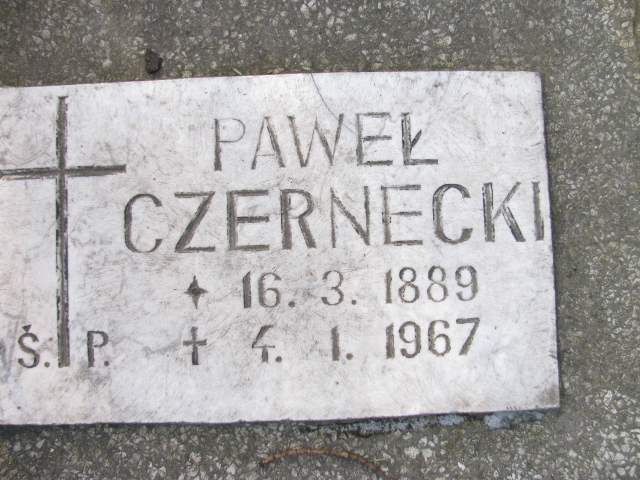 PAWEŁ
CZERNECKI
✦ 16. 3. 1889
Ś. P. † 4. 1. 1967